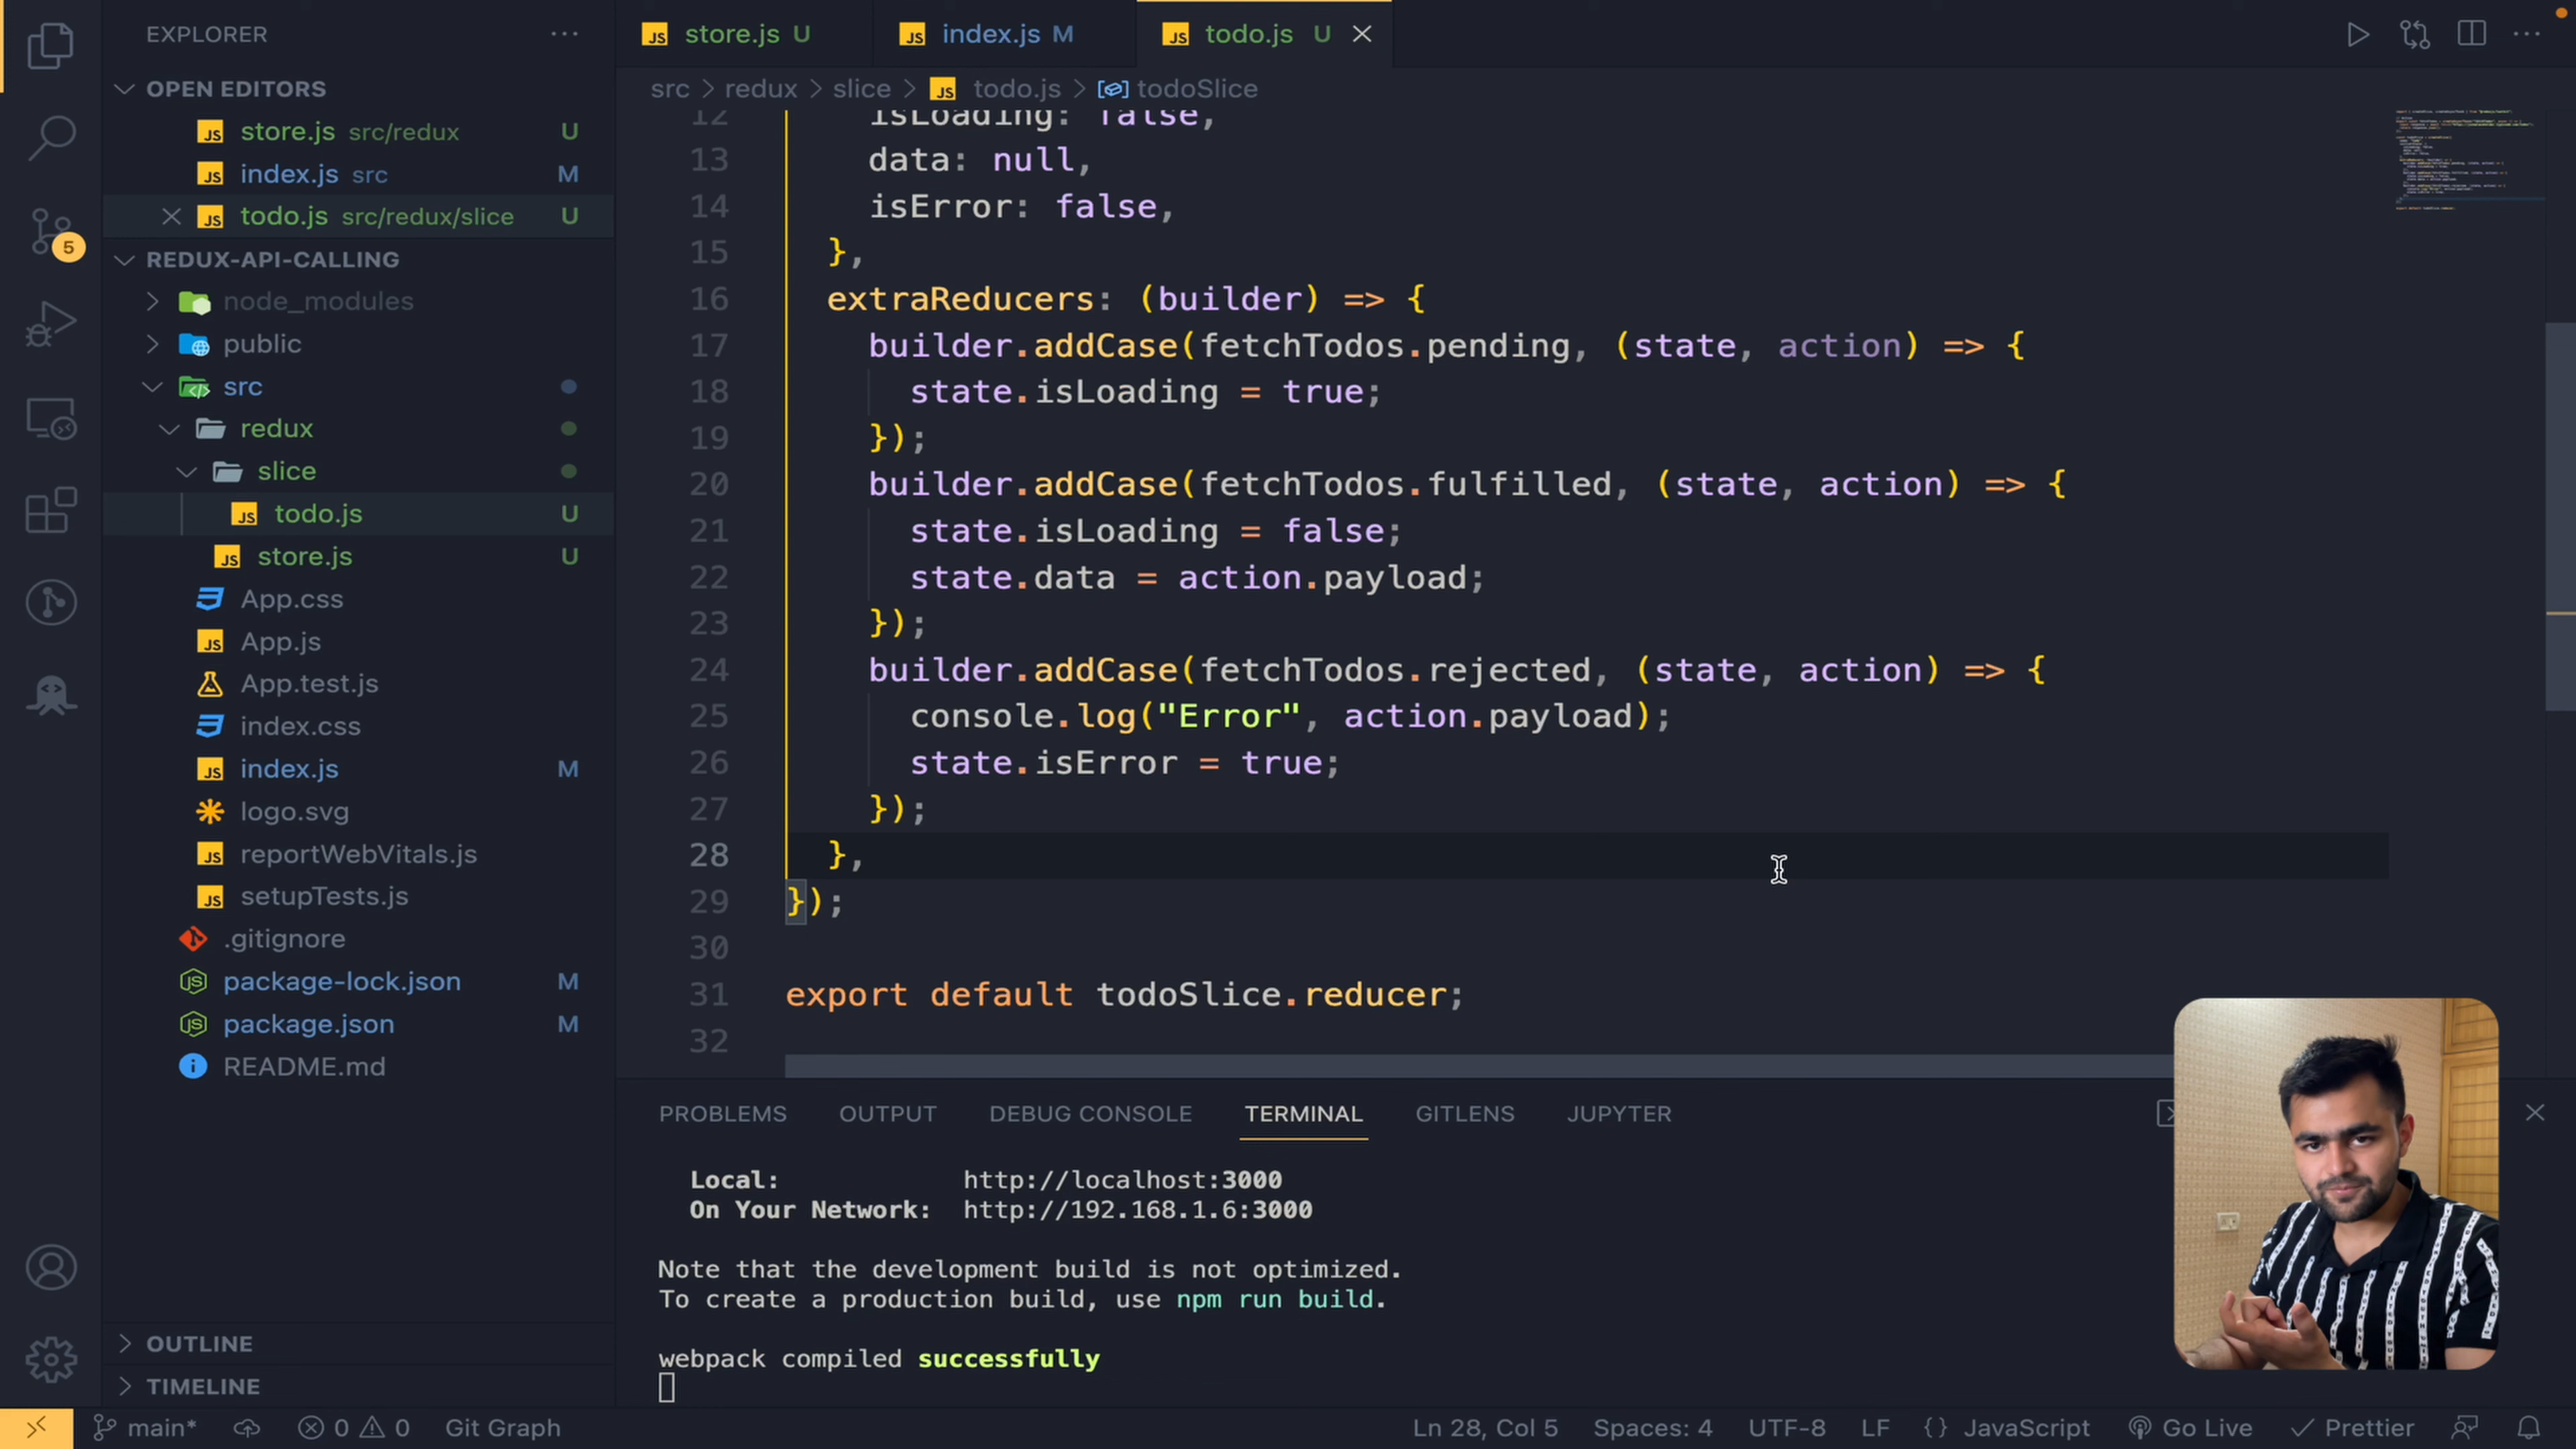 EXPLORER
OPEN EDITORS
store.js src/redux U
index.js src M
todo.js src/redux/slice U
REDUX-API-CALLING
node_modules
public
src
redux
slice
todo.js U
store.js U
App.css
App.js
App.test.js
index.css
index.js M
logo.svg
reportWebVitals.js
setupTests.js
.gitignore
package-lock.json M
package.json M
README.md
OUTLINE
TIMELINE
5
store.js U
index.js M
todo.js U
src > redux > slice > todo.js > todoSlice
12 isLoading: false,
13 data: null,
14 isError: false,
15 },
16 extraReducers: (builder) => {
17 builder.addCase(fetchTodos.pending, (state, action) => {
18 state.isLoading = true;
19 });
20 builder.addCase(fetchTodos.fulfilled, (state, action) => {
21 state.isLoading = false;
22 state.data = action.payload;
23 });
24 builder.addCase(fetchTodos.rejected, (state, action) => {
25 console.log("Error", action.payload);
26 state.isError = true;
27 });
28 },
29 });
30
31 export default todoSlice.reducer;
32
PROBLEMS OUTPUT DEBUG CONSOLE TERMINAL GITLENS JUPYTER
Local: http://localhost:3000
On Your Network: http://192.168.1.6:3000
Note that the development build is not optimized.
To create a production build, use npm run build.
webpack compiled successfully
main* 0 0 Git Graph Ln 28, Col 5 Spaces: 4 UTF-8 LF {} JavaScript Go Live Prettier